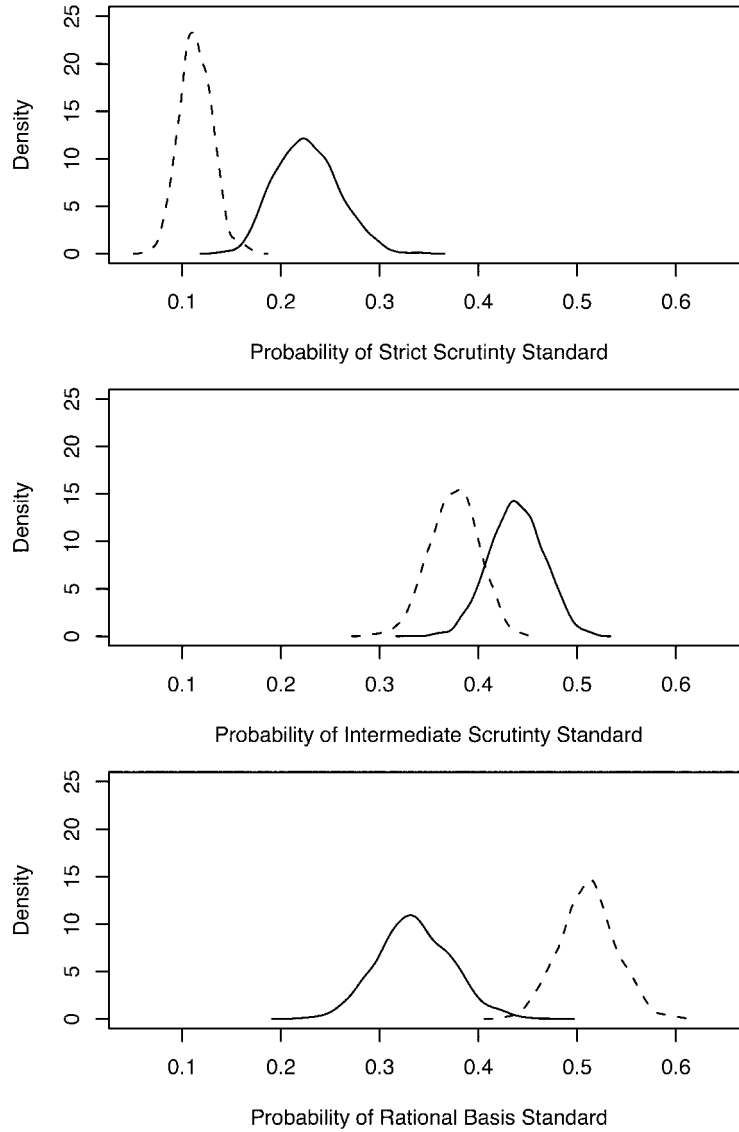 25
20
15
10
5
0
Density
0.1 0.2 0.3 0.4 0.5 0.6
Probability of Strict Scrutinty Standard
25
20
15
10
5
0
Density
0.1 0.2 0.3 0.4 0.5 0.6
Probability of Intermediate Scrutinty Standard
25
20
15
10
5
0
Density
0.1 0.2 0.3 0.4 0.5 0.6
Probability of Rational Basis Standard